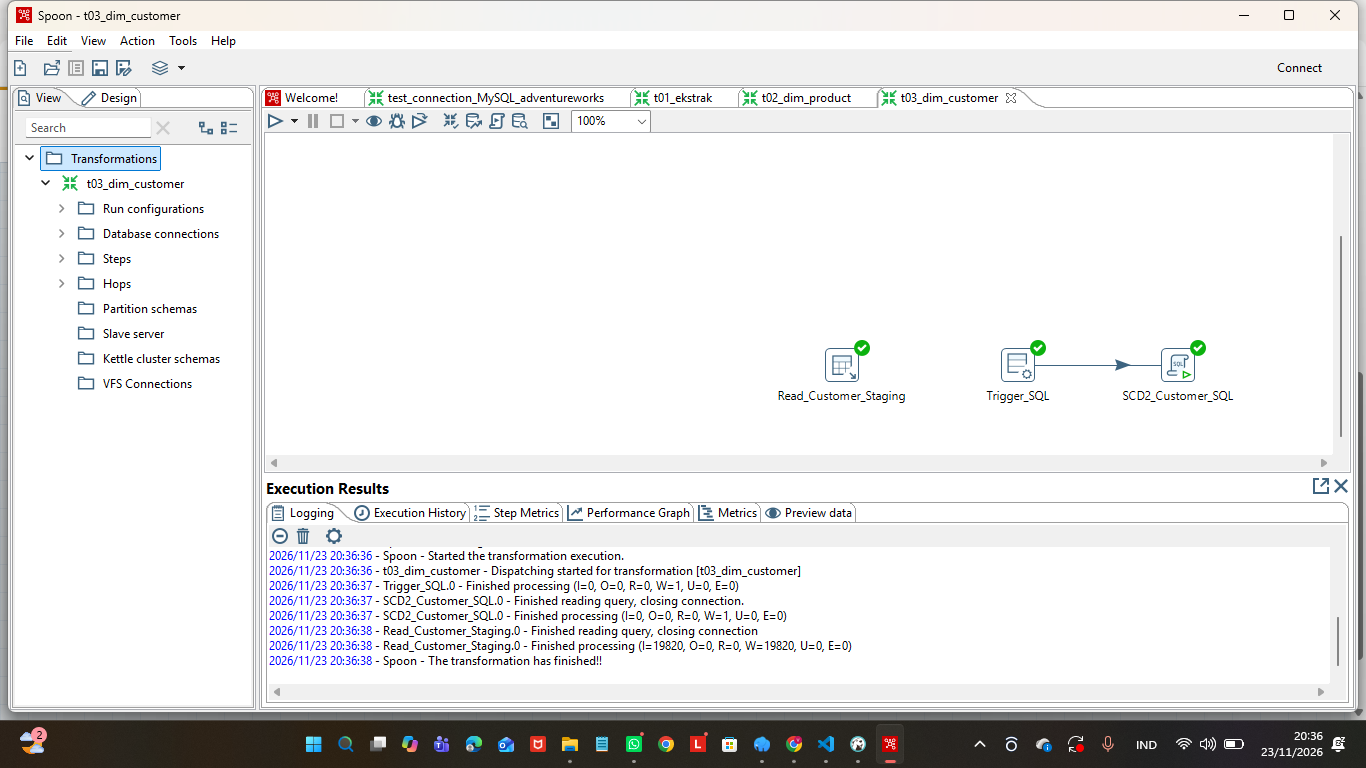 Spoon - t03_dim_customer
File Edit View Action Tools Help
Connect
View Design
Welcome! test_connection_MySQL_adventureworks t01_ekstrak t02_dim_product t03_dim_customer
Search
100%
Transformations
t03_dim_customer
Run configurations
Database connections
Steps
Hops
Partition schemas
Slave server
Kettle cluster schemas
VFS Connections
SQL
Read_Customer_Staging Trigger_SQL SCD2_Customer_SQL
Execution Results
Logging Execution History Step Metrics Performance Graph Metrics Preview data
2026/11/23 20:36:36 - Spoon - Started the transformation execution.
2026/11/23 20:36:36 - t03_dim_customer - Dispatching started for transformation [t03_dim_customer]
2026/11/23 20:36:37 - Trigger_SQL.0 - Finished processing (I=0, O=0, R=0, W=1, U=0, E=0)
2026/11/23 20:36:37 - SCD2_Customer_SQL.0 - Finished reading query, closing connection.
2026/11/23 20:36:37 - SCD2_Customer_SQL.0 - Finished processing (I=0, O=0, R=0, W=1, U=0, E=0)
2026/11/23 20:36:38 - Read_Customer_Staging.0 - Finished reading query, closing connection
2026/11/23 20:36:38 - Read_Customer_Staging.0 - Finished processing (I=19820, O=0, R=0, W=19820, U=0, E=0)
2026/11/23 20:36:38 - Spoon - The transformation has finished!!
2
L
IND
20:36
23/11/2026